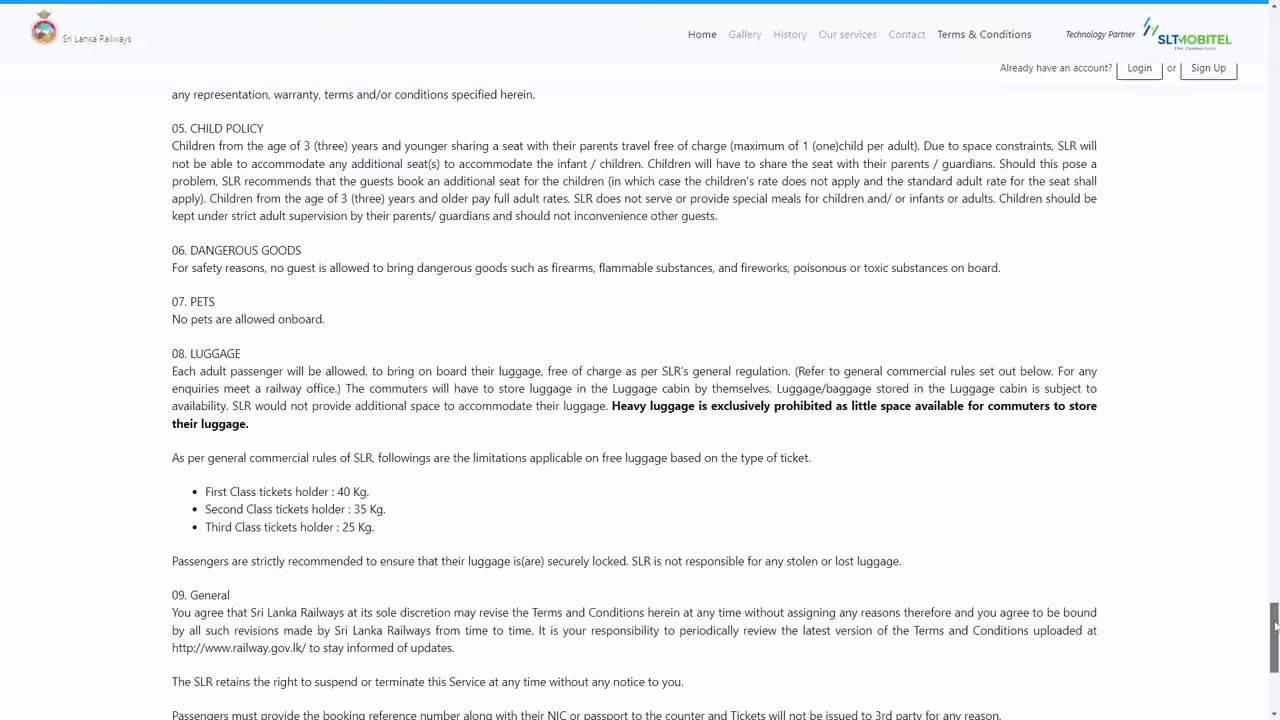 Sri Lanka Railways
Home Gallery History Our services Contact Terms & Conditions Technology Partner SLTMOBITEL
The Connection
Already have an account? Login or Sign Up
any representation, warranty, terms and/or conditions specified herein.
05. CHILD POLICY
Children from the age of 3 (three) years and younger sharing a seat with their parents travel free of charge (maximum of 1 (one)child per adult). Due to space constraints, SLR will
not be able to accommodate any additional seat(s) to accommodate the infant / children. Children will have to share the seat with their parents / guardians. Should this pose a
problem, SLR recommends that the guests book an additional seat for the children (in which case the children's rate does not apply and the standard adult rate for the seat shall
apply). Children from the age of 3 (three) years and older pay full adult rates. SLR does not serve or provide special meals for children and/ or infants or adults. Children should be
kept under strict adult supervision by their parents/ guardians and should not inconvenience other guests.
06. DANGEROUS GOODS
For safety reasons, no guest is allowed to bring dangerous goods such as firearms, flammable substances, and fireworks, poisonous or toxic substances on board.
07. PETS
No pets are allowed onboard.
08. LUGGAGE
Each adult passenger will be allowed, to bring on board their luggage, free of charge as per SLR's general regulation. (Refer to general commercial rules set out below. For any
enquiries meet a railway office.) The commuters will have to store luggage in the Luggage cabin by themselves. Luggage/baggage stored in the Luggage cabin is subject to
availability. SLR would not provide additional space to accommodate their luggage. Heavy luggage is exclusively prohibited as little space available for commuters to store
their luggage.
As per general commercial rules of SLR, followings are the limitations applicable on free luggage based on the type of ticket.
• First Class tickets holder : 40 Kg.
• Second Class tickets holder : 35 Kg.
• Third Class tickets holder : 25 Kg.
Passengers are strictly recommended to ensure that their luggage is(are) securely locked. SLR is not responsible for any stolen or lost luggage.
09. General
You agree that Sri Lanka Railways at its sole discretion may revise the Terms and Conditions herein at any time without assigning any reasons therefore and you agree to be bound
by all such revisions made by Sri Lanka Railways from time to time. It is your responsibility to periodically review the latest version of the Terms and Conditions uploaded at
http://www.railway.gov.lk/ to stay informed of updates.
The SLR retains the right to suspend or terminate this Service at any time without any notice to you.
Passengers must provide the booking reference number along with their NIC or passport to the counter and Tickets will not be issued to 3rd party for any reason.